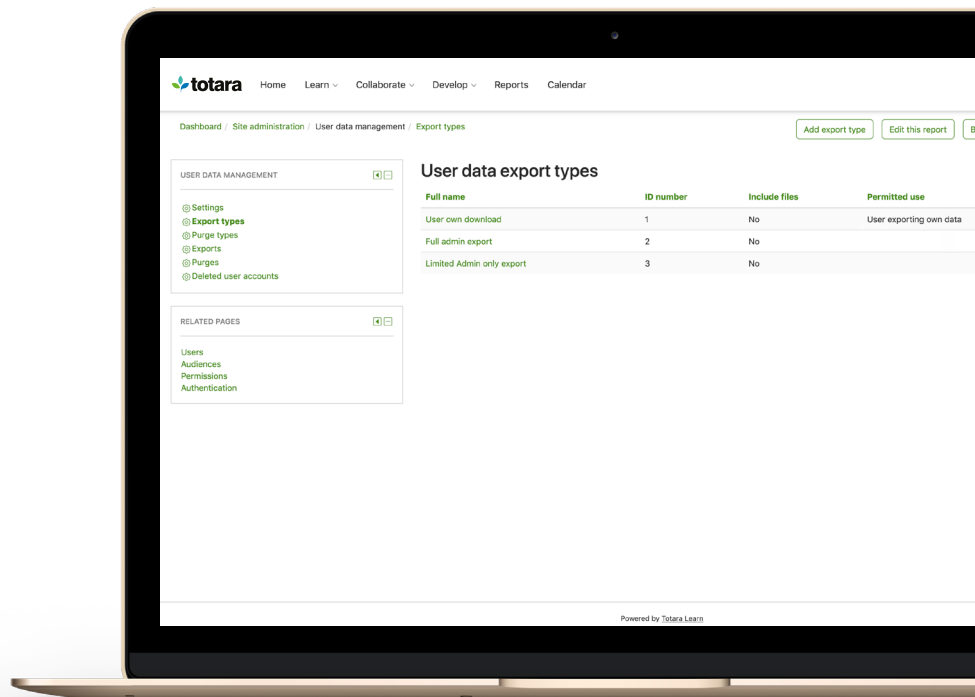 totara Home Learn Collaborate Develop Reports Calendar
Dashboard / Site administration / User data management / Export types
Add export type Edit this report B
USER DATA MANAGEMENT
Settings
Export types
Purge types
Exports
Purges
Deleted user accounts
RELATED PAGES
Users
Audiences
Permissions
Authentication
User data export types
Full name ID number Include files Permitted use
User own download 1 No User exporting own data
Full admin export 2 No
Limited Admin only export 3 No
Powered by Totara Learn